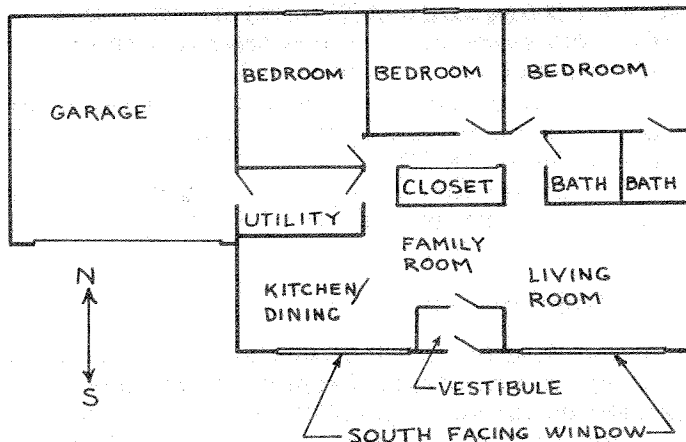 BEDROOM
BEDROOM
BEDROOM
GARAGE
CLOSET
BATH
BATH
UTILITY
FAMILY
ROOM
KITCHEN/
DINING
LIVING
ROOM
N
S
VESTIBULE
SOUTH FACING WINDOW